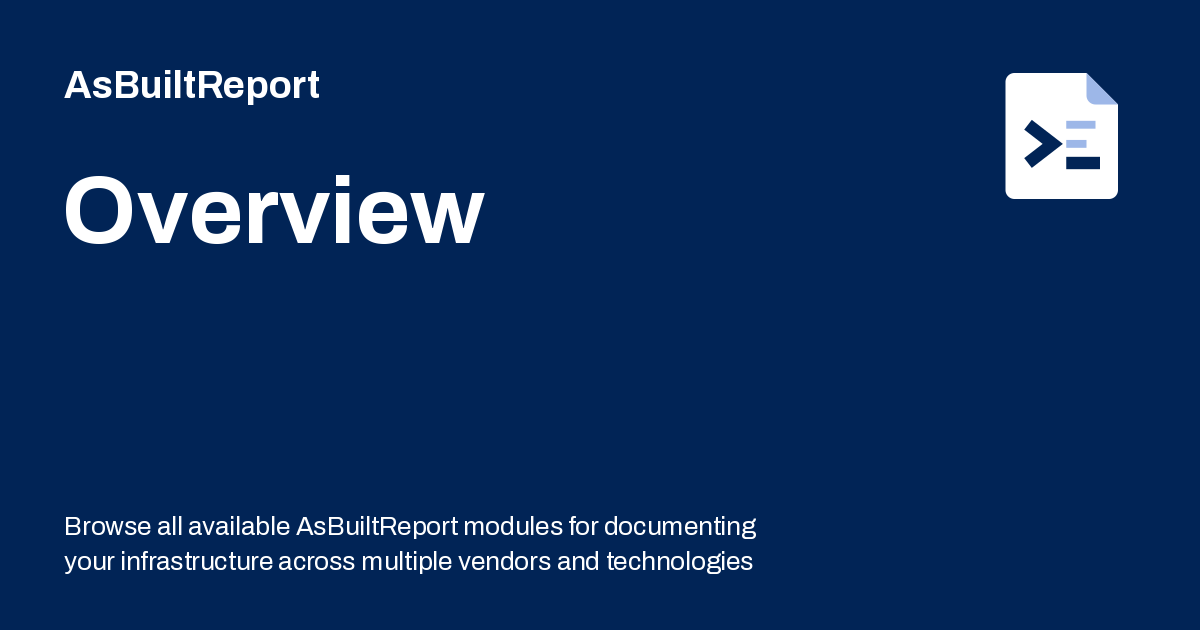 AsBuiltReport
Overview
Browse all available AsBuiltReport modules for documenting
your infrastructure across multiple vendors and technologies